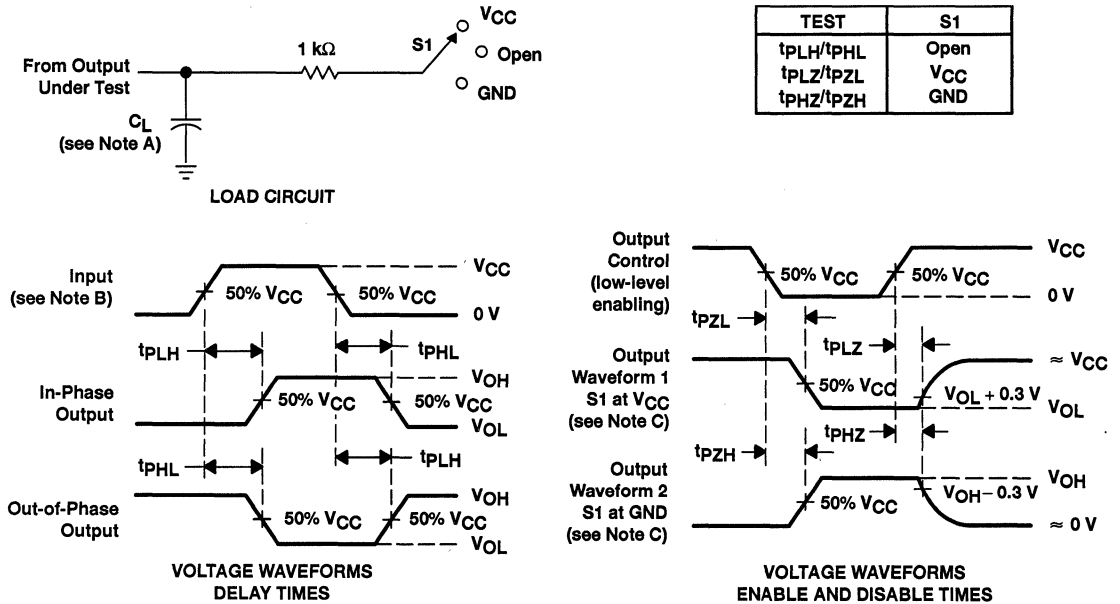 From Output
Under Test
CL
(see Note A)
1 kΩ
S1
VCC
Open
GND
LOAD CIRCUIT
TEST S1
tPLH/tPHL Open
tPLZ/tPZL VCC
tPHZ/tPZH GND
Input
(see Note B)
50% VCC
50% VCC
VCC
0 V
tPLH
tPHL
In-Phase
Output
50% VCC
50% VCC
VOH
VOL
tPHL
tPLH
Out-of-Phase
Output
50% VCC
50% VCC
VOH
VOL
VOLTAGE WAVEFORMS
DELAY TIMES
Output
Control
(low-level
enabling)
50% VCC
50% VCC
VCC
0 V
tPZL
tPLZ
Output
Waveform 1
S1 at VCC
(see Note C)
50% VCC
VOL + 0.3 V
≈ VCC
VOL
tPZH
tPHZ
Output
Waveform 2
S1 at GND
(see Note C)
50% VCC
VOH – 0.3 V
VOH
≈ 0 V
VOLTAGE WAVEFORMS
ENABLE AND DISABLE TIMES